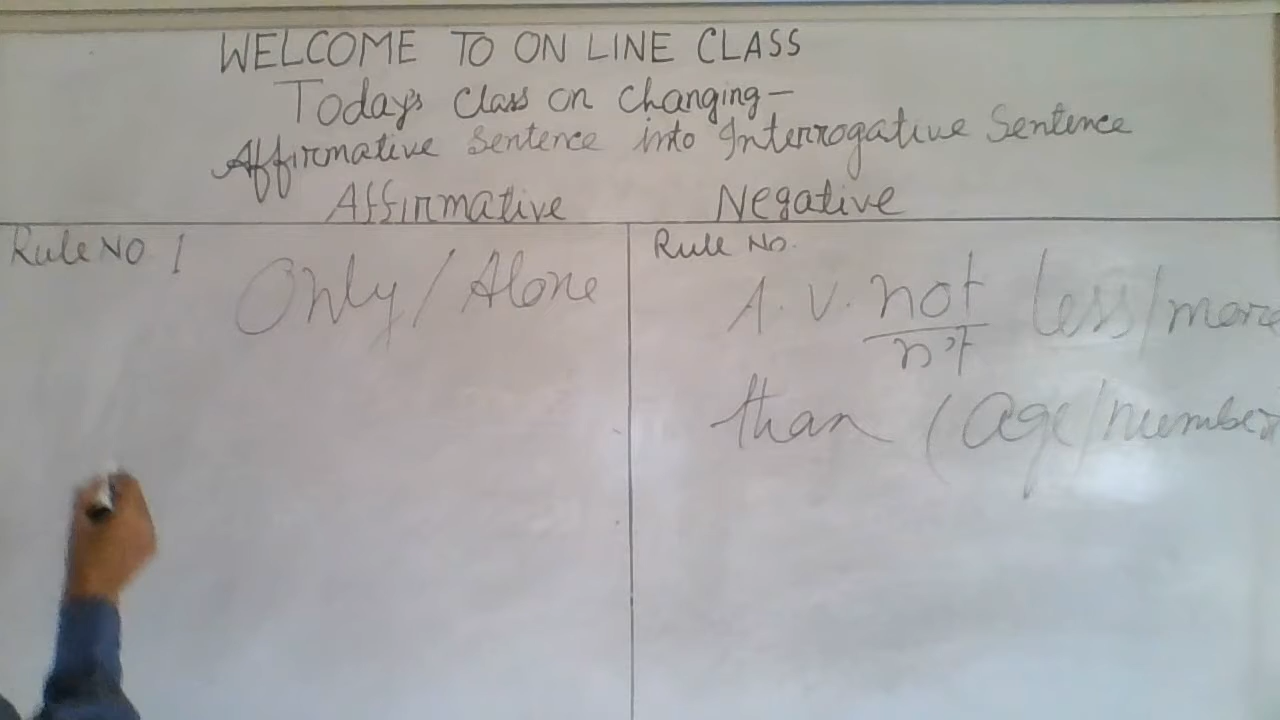 WELCOME TO ON LINE CLASS
Todays Class on Changing-
Affirmative Sentence into Interrogative Sentence
Affirmative Negative
Rule NO 1
Only/Alone
Rule No.
A.V. not less/more
n't
than (age/number